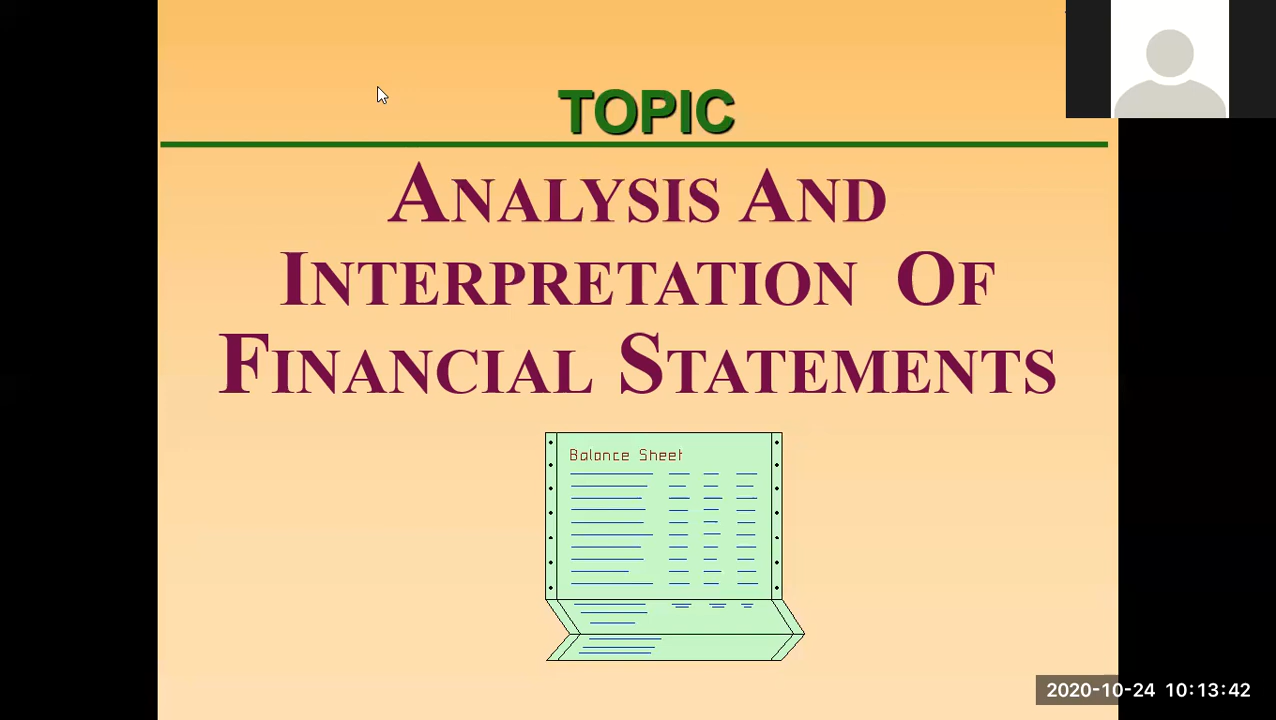 TOPIC
ANALYSIS AND
INTERPRETATION OF
FINANCIAL STATEMENTS
Balance Sheet
2020-10-24 10:13:42